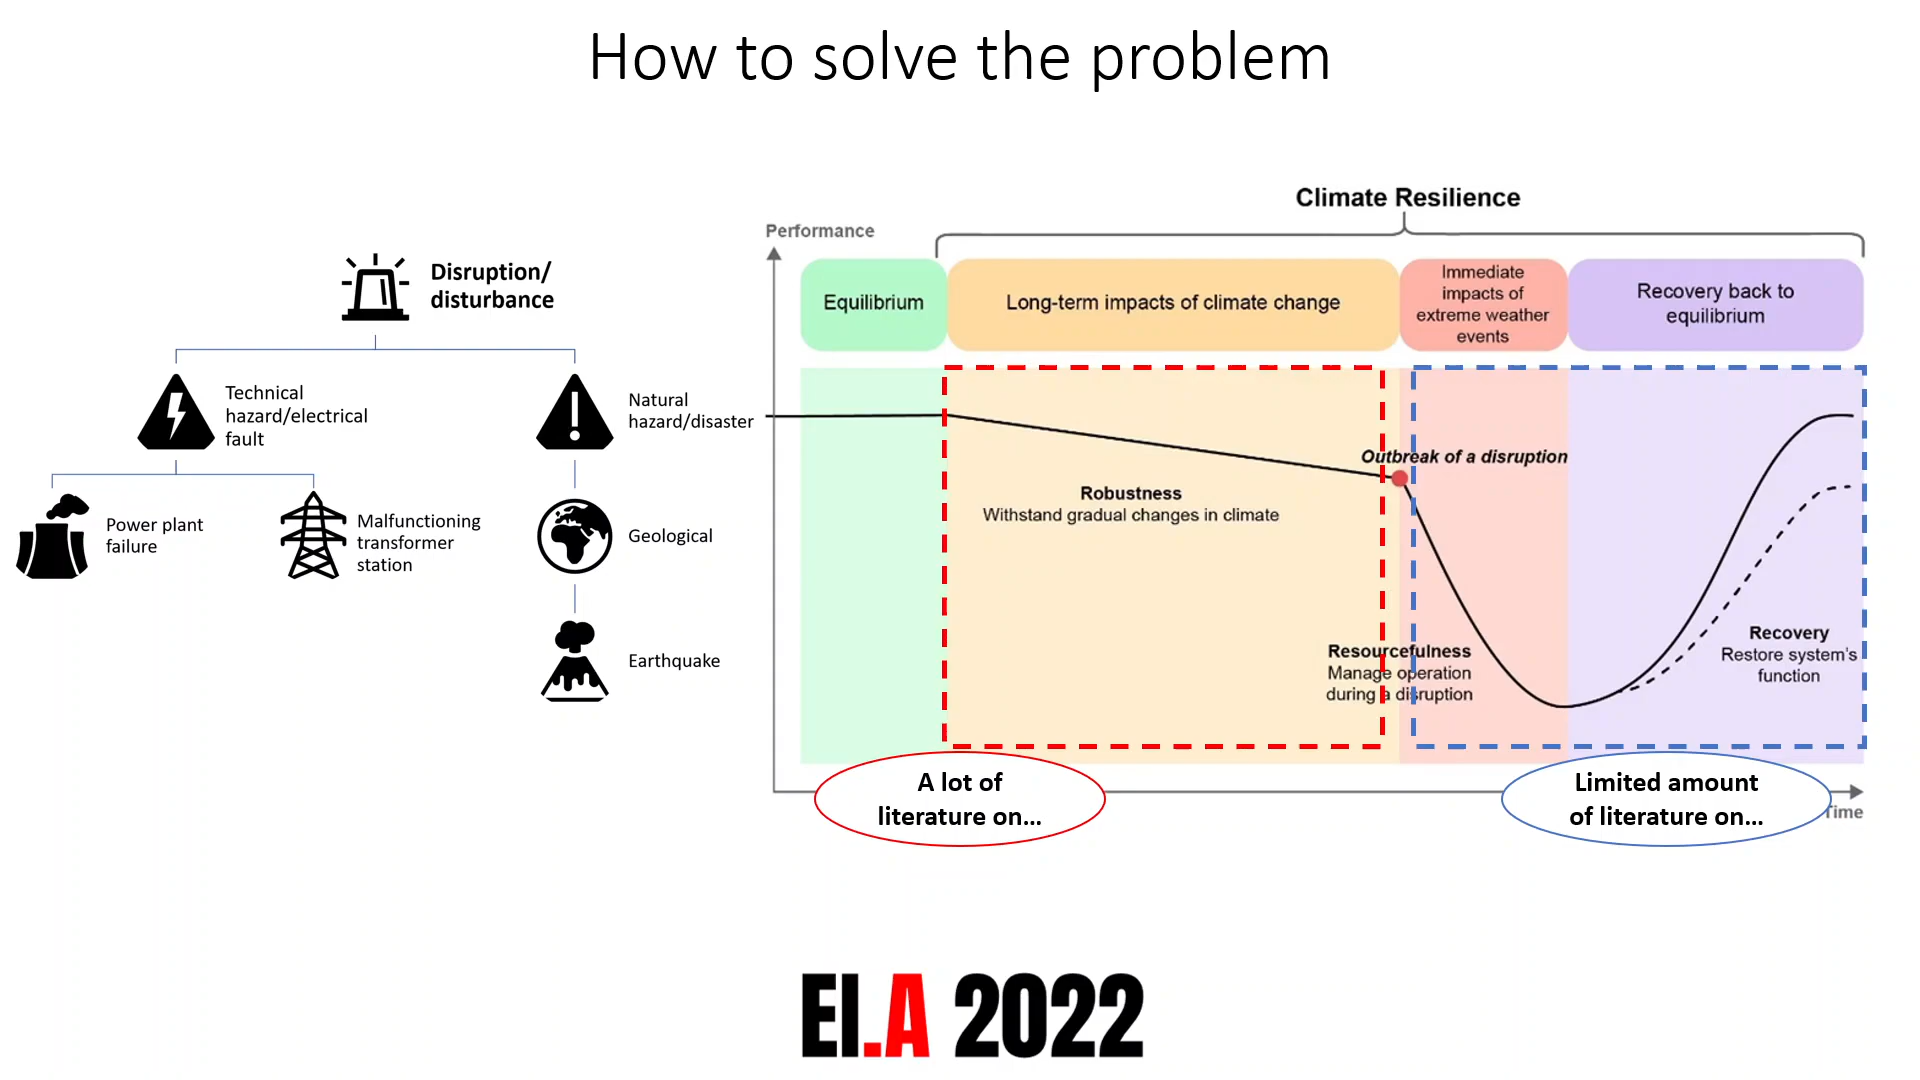 How to solve the problem
Disruption/
disturbance
Technical
hazard/electrical
fault
Natural
hazard/disaster
Power plant
failure
Malfunctioning
transformer
station
Geological
Earthquake
Climate Resilience
Performance
Equilibrium
Long-term impacts of climate change
Immediate
impacts of
extreme weather
events
Recovery back to
equilibrium
Outbreak of a disruption
Robustness
Withstand gradual changes in climate
Resourcefulness
Manage operation
during a disruption
Recovery
Restore system's
function
A lot of
literature on...
Limited amount
of literature on...
Time
EI.A 2022